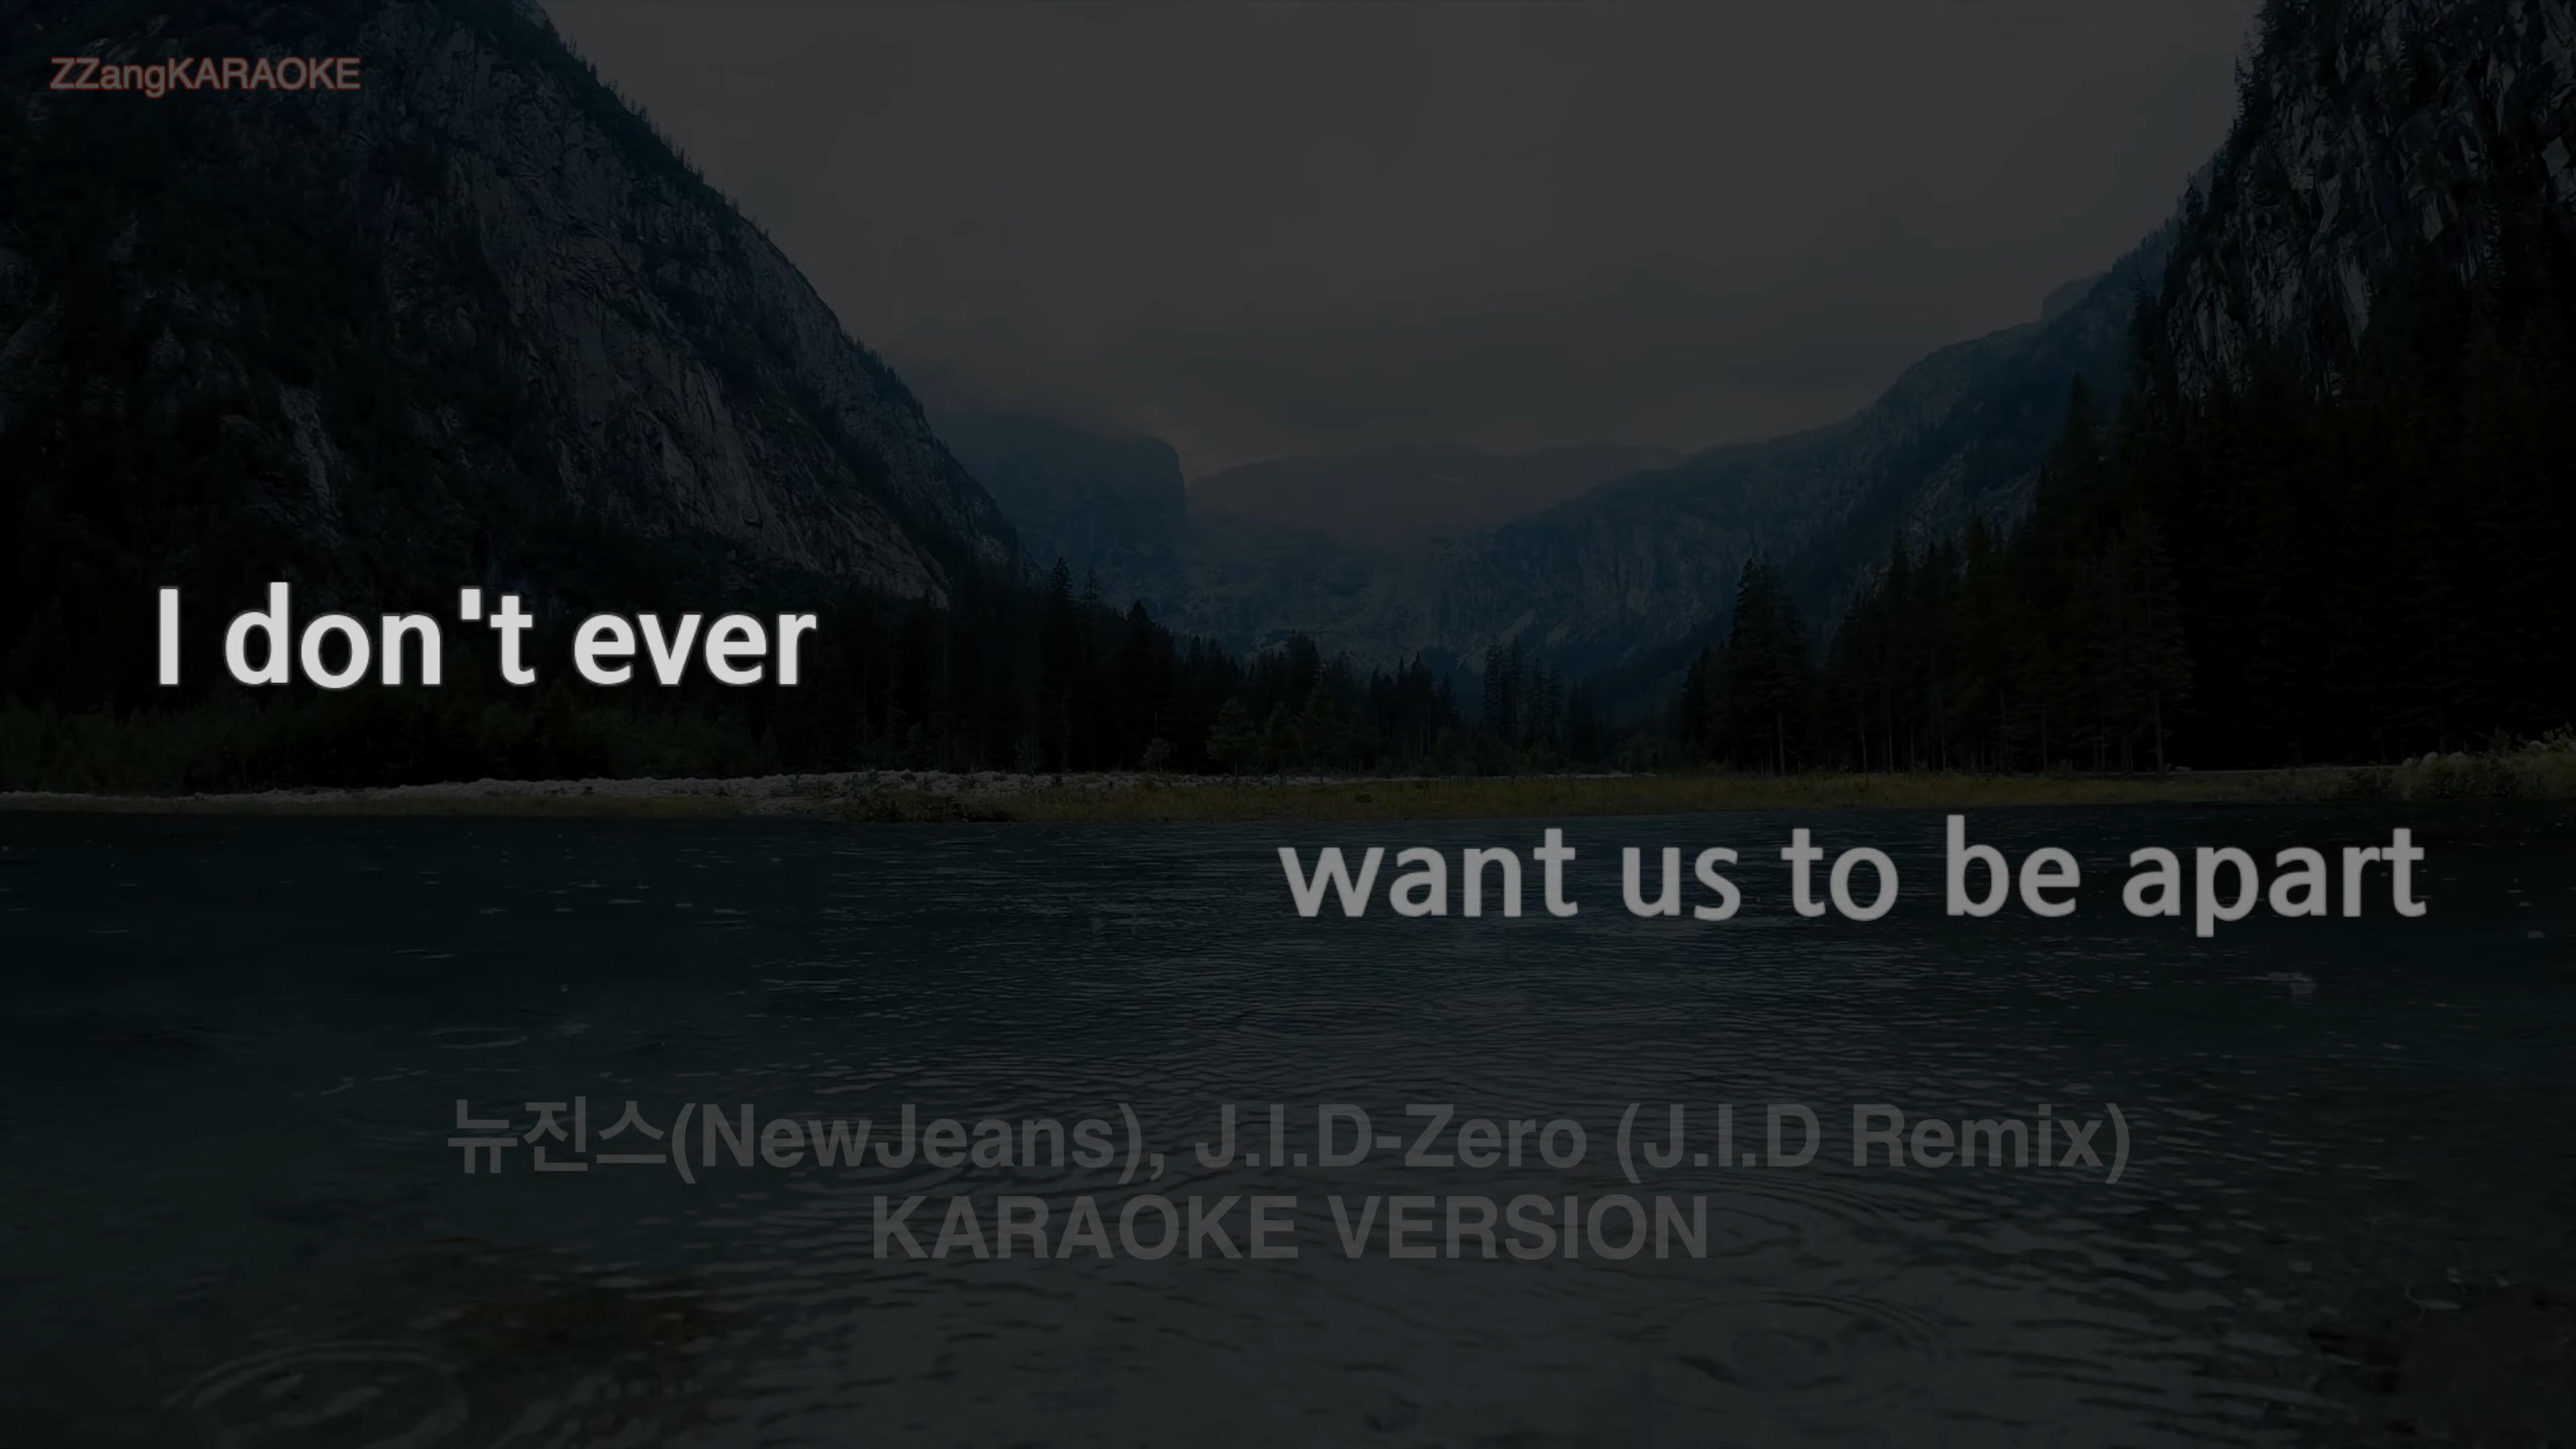 ZZangKARAOKE
I don't ever
want us to be apart
뉴진스(NewJeans), J.I.D-Zero (J.I.D Remix)
KARAOKE VERSION